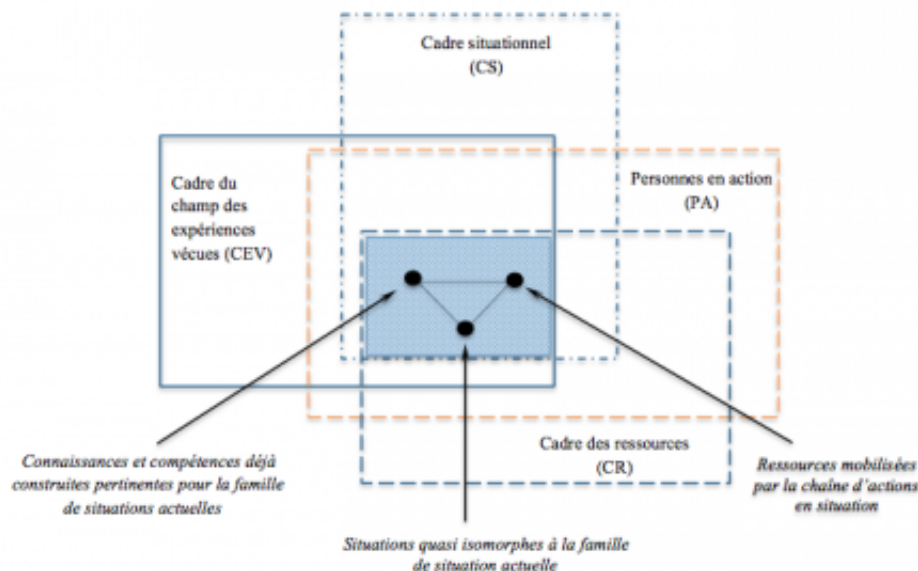 Cadre situationnel
(CS)
Cadre du
champ des
expériences
vécues (CEV)
Personnes en action
(PA)
Cadre des ressources
(CR)
Connaissances et compétences déjà
construites pertinentes pour la famille
de situations actuelles
Situations quasi isomorphes à la famille
de situation actuelle
Ressources mobilisées
par la chaîne d'actions
en situation